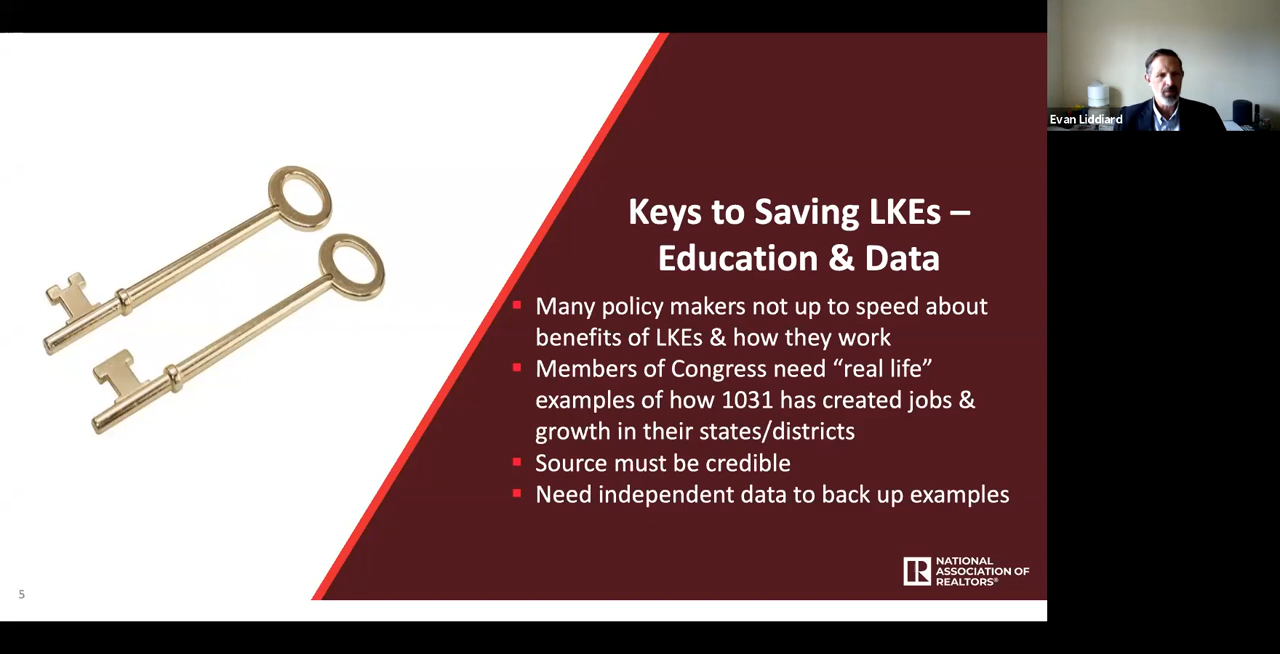 Evan Liddiard
Keys to Saving LKEs –
Education & Data
▪ Many policy makers not up to speed about
benefits of LKEs & how they work
▪ Members of Congress need “real life”
examples of how 1031 has created jobs &
growth in their states/districts
▪ Source must be credible
▪ Need independent data to back up examples
R
NATIONAL
ASSOCIATION OF
REALTORS®
5